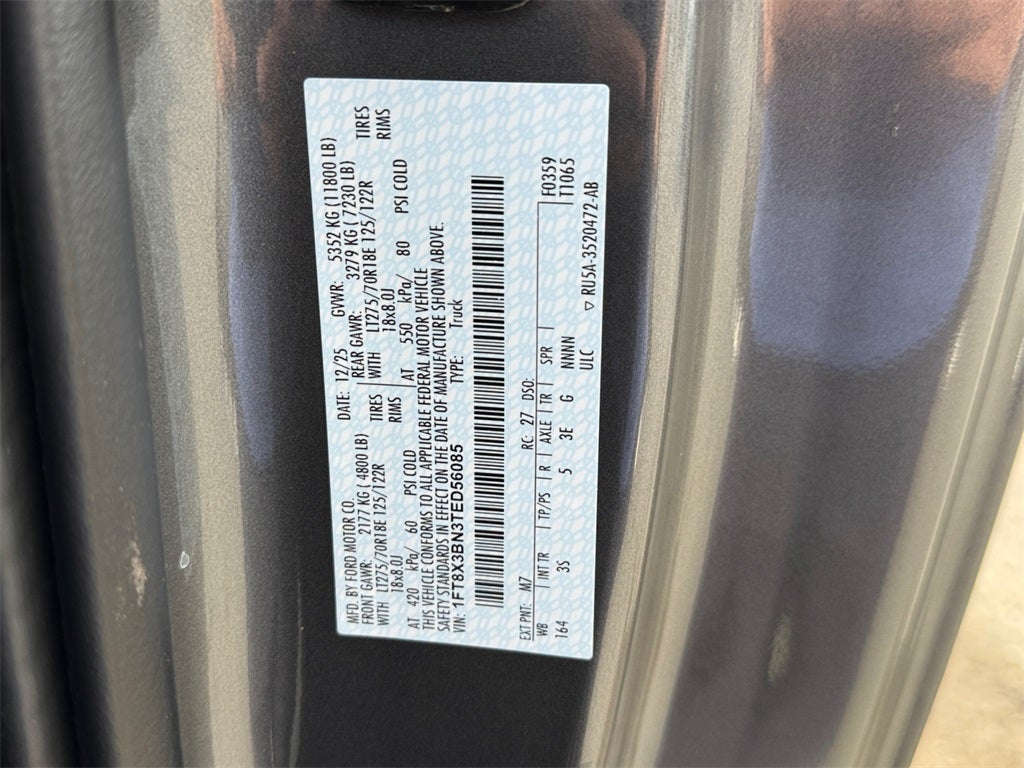 MFD. BY FORD MOTOR CO. DATE: 12/25 GVWR: 5352 KG (11800 LB)
FRONT GAWR: 2177 KG ( 4800 LB) REAR GAWR: 3279 KG ( 7230 LB)
WITH LT275/70R18E 125/122R TIRES WITH LT275/70R18E 125/122R TIRES
18x8.0J RIMS 18x8.0J RIMS
AT 420 kPa/ 60 PSI COLD AT 550 kPa/ 80 PSI COLD
THIS VEHICLE CONFORMS TO ALL APPLICABLE FEDERAL MOTOR VEHICLE
SAFETY STANDARDS IN EFFECT ON THE DATE OF MANUFACTURE SHOWN ABOVE.
VIN: 1FT8X3BN3TED56085 TYPE: Truck
EXT PNT: M7 RC: 27 DSO: F0359
WB INT TR TP/PS R AXLE TR SPR 11065
164 3S 5 3E G NNNN
ULC
▽ RU5A-3520472-AB